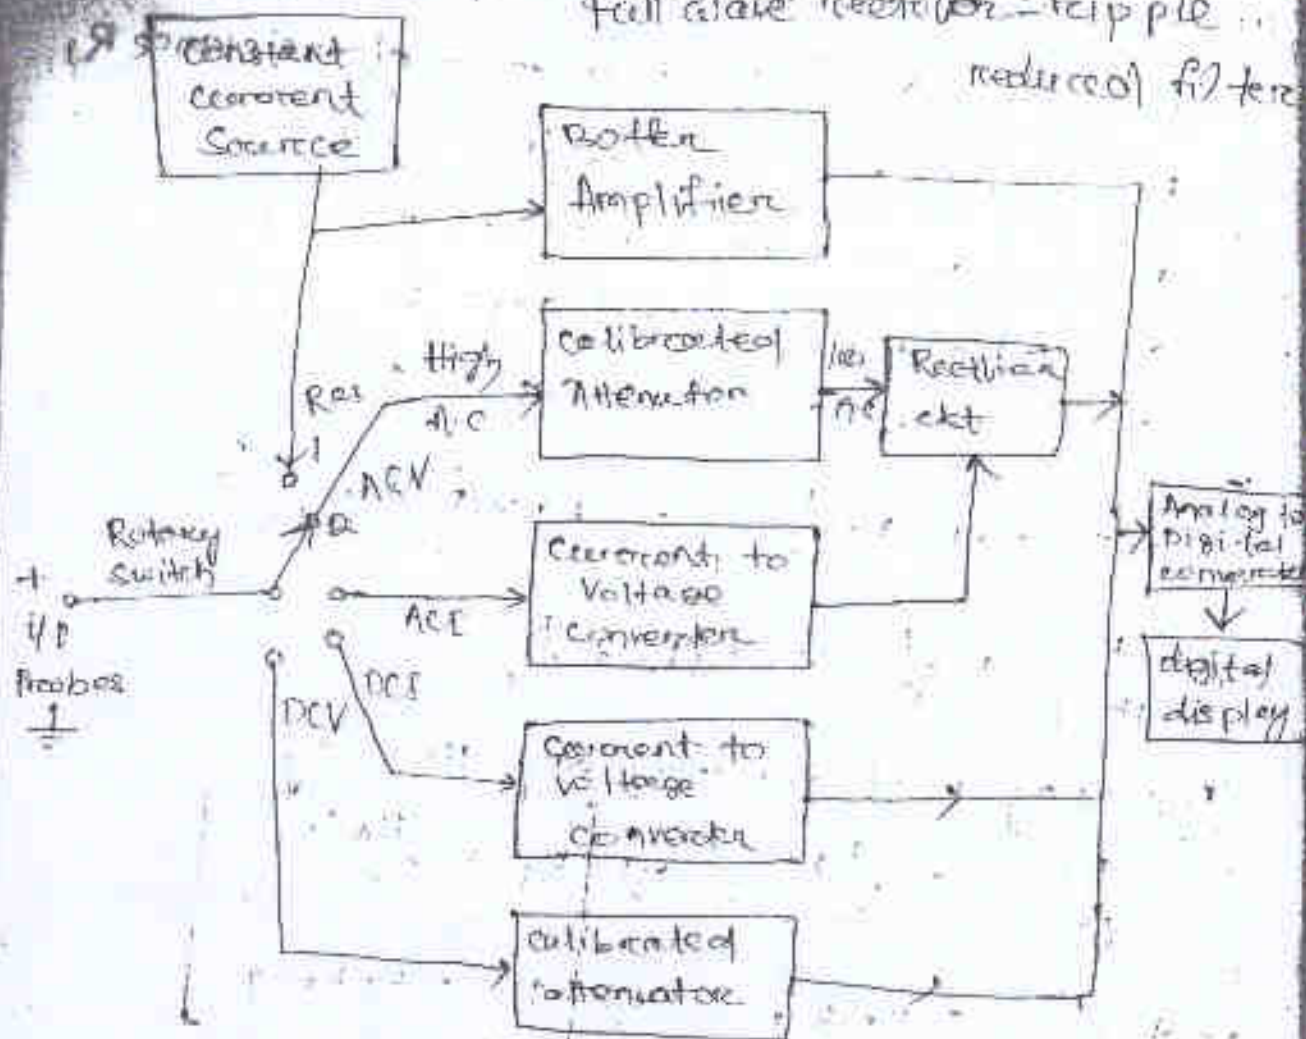 Full wave rectifier - ripple
reduced filter
constant
current
Source
Buffer
Amplifier
Calibrated
Attenuator
High
A.C
Res
1
ACV
2
AC
Rectifier
ckt
Rotary
switch
+
i/p
Probes
ACI
Current to
Voltage
Converter
Analog to
Digital
digital
display
DCI
DCV
Current to
voltage
converter
calibrated
attenuator